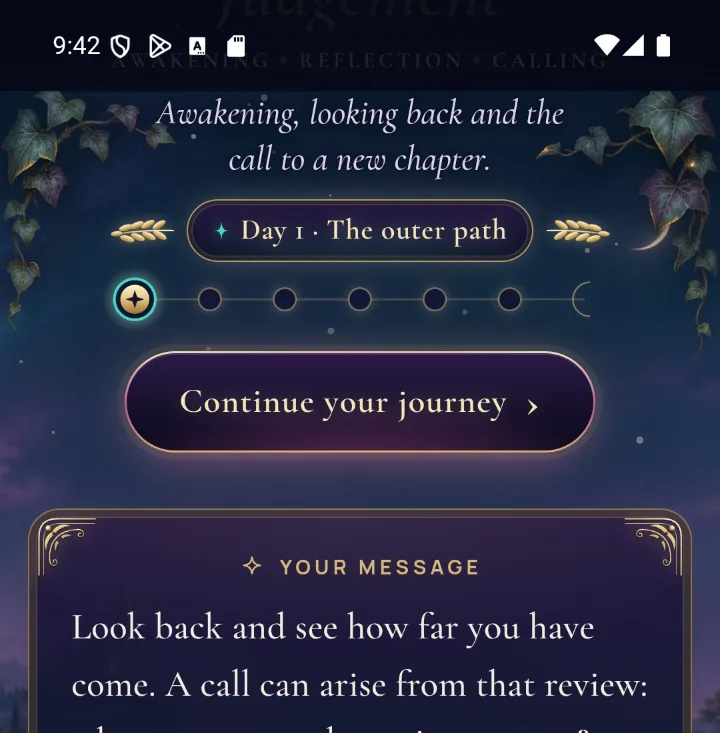 Judgement
9:42
AWAKENING • REFLECTION • CALLING
Awakening, looking back and the
call to a new chapter.
Day 1 · The outer path
Continue your journey ›
YOUR MESSAGE
Look back and see how far you have
come. A call can arise from that review: